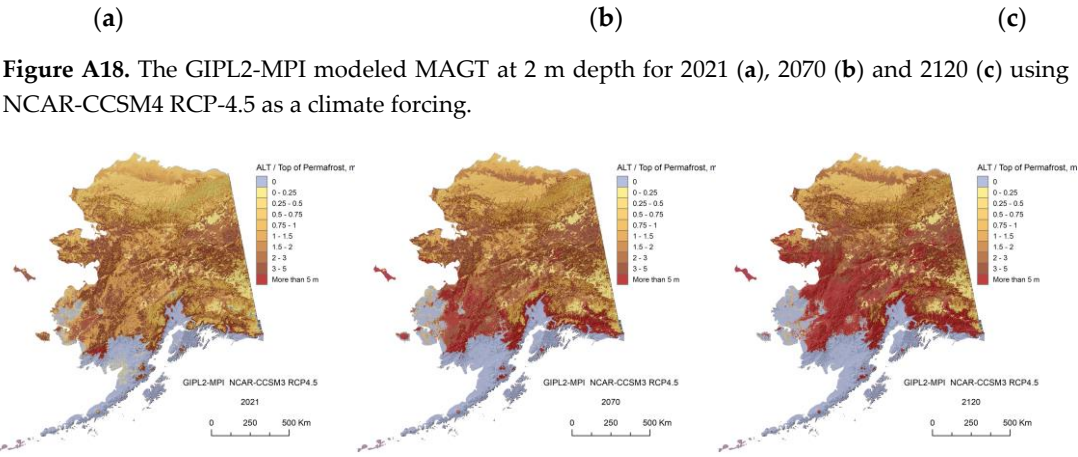 (a) (b) (c)
Figure A18. The GIPL2-MPI modeled MAGT at 2 m depth for 2021 (a), 2070 (b) and 2120 (c) using
NCAR-CCSM4 RCP-4.5 as a climate forcing.
ALT / Top of Permafrost, m
0
0 - 0.25
0.25 - 0.5
0.5 - 0.75
0.75 - 1
1 - 1.5
1.5 - 2
2 - 3
3 - 5
More than 5 m
GIPL2-MPI NCAR-CCSM3 RCP4.5
2021
0 250 500 Km
ALT / Top of Permafrost, m
0
0 - 0.25
0.25 - 0.5
0.5 - 0.75
0.75 - 1
1 - 1.5
1.5 - 2
2 - 3
3 - 5
More than 5 m
GIPL2-MPI NCAR-CCSM3 RCP4.5
2070
0 250 500 Km
ALT / Top of Permafrost, m
0
0 - 0.25
0.25 - 0.5
0.5 - 0.75
0.75 - 1
1 - 1.5
1.5 - 2
2 - 3
3 - 5
More than 5 m
GIPL2-MPI NCAR-CCSM3 RCP4.5
2120
0 250 500 Km